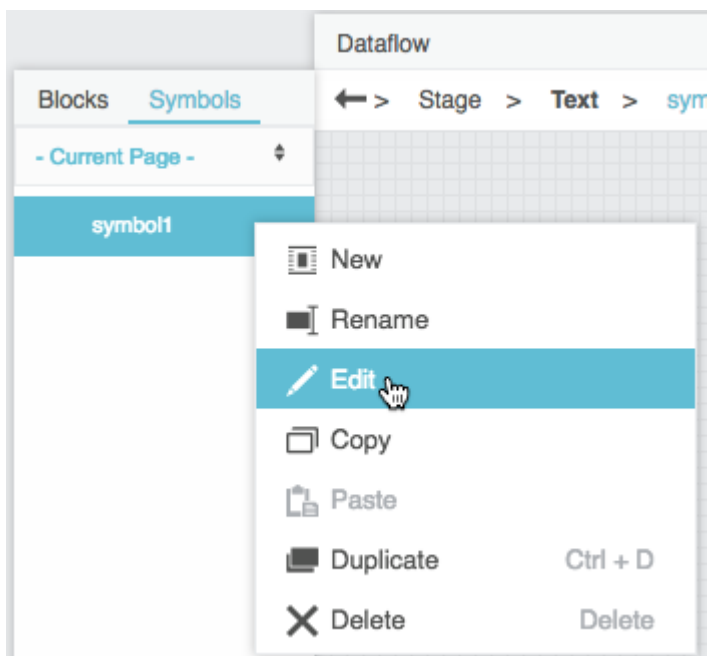 Dataflow
Blocks Symbols
> Stage > Text >
- Current Page -
symbol1
New
Rename
Edit
Copy
Paste
Duplicate Ctrl + D
Delete Delete